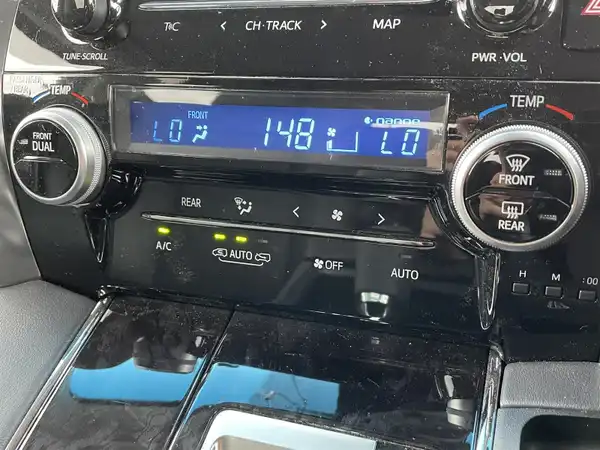 T°C CH·TRACK MAP
TUNE·SCROLL PWR·VOL
TEMP TEMP
FRONT
LO 148 LO
nanoe
FRONT
DUAL
FRONT
REAR
REAR
A/C AUTO OFF AUTO
H M :00